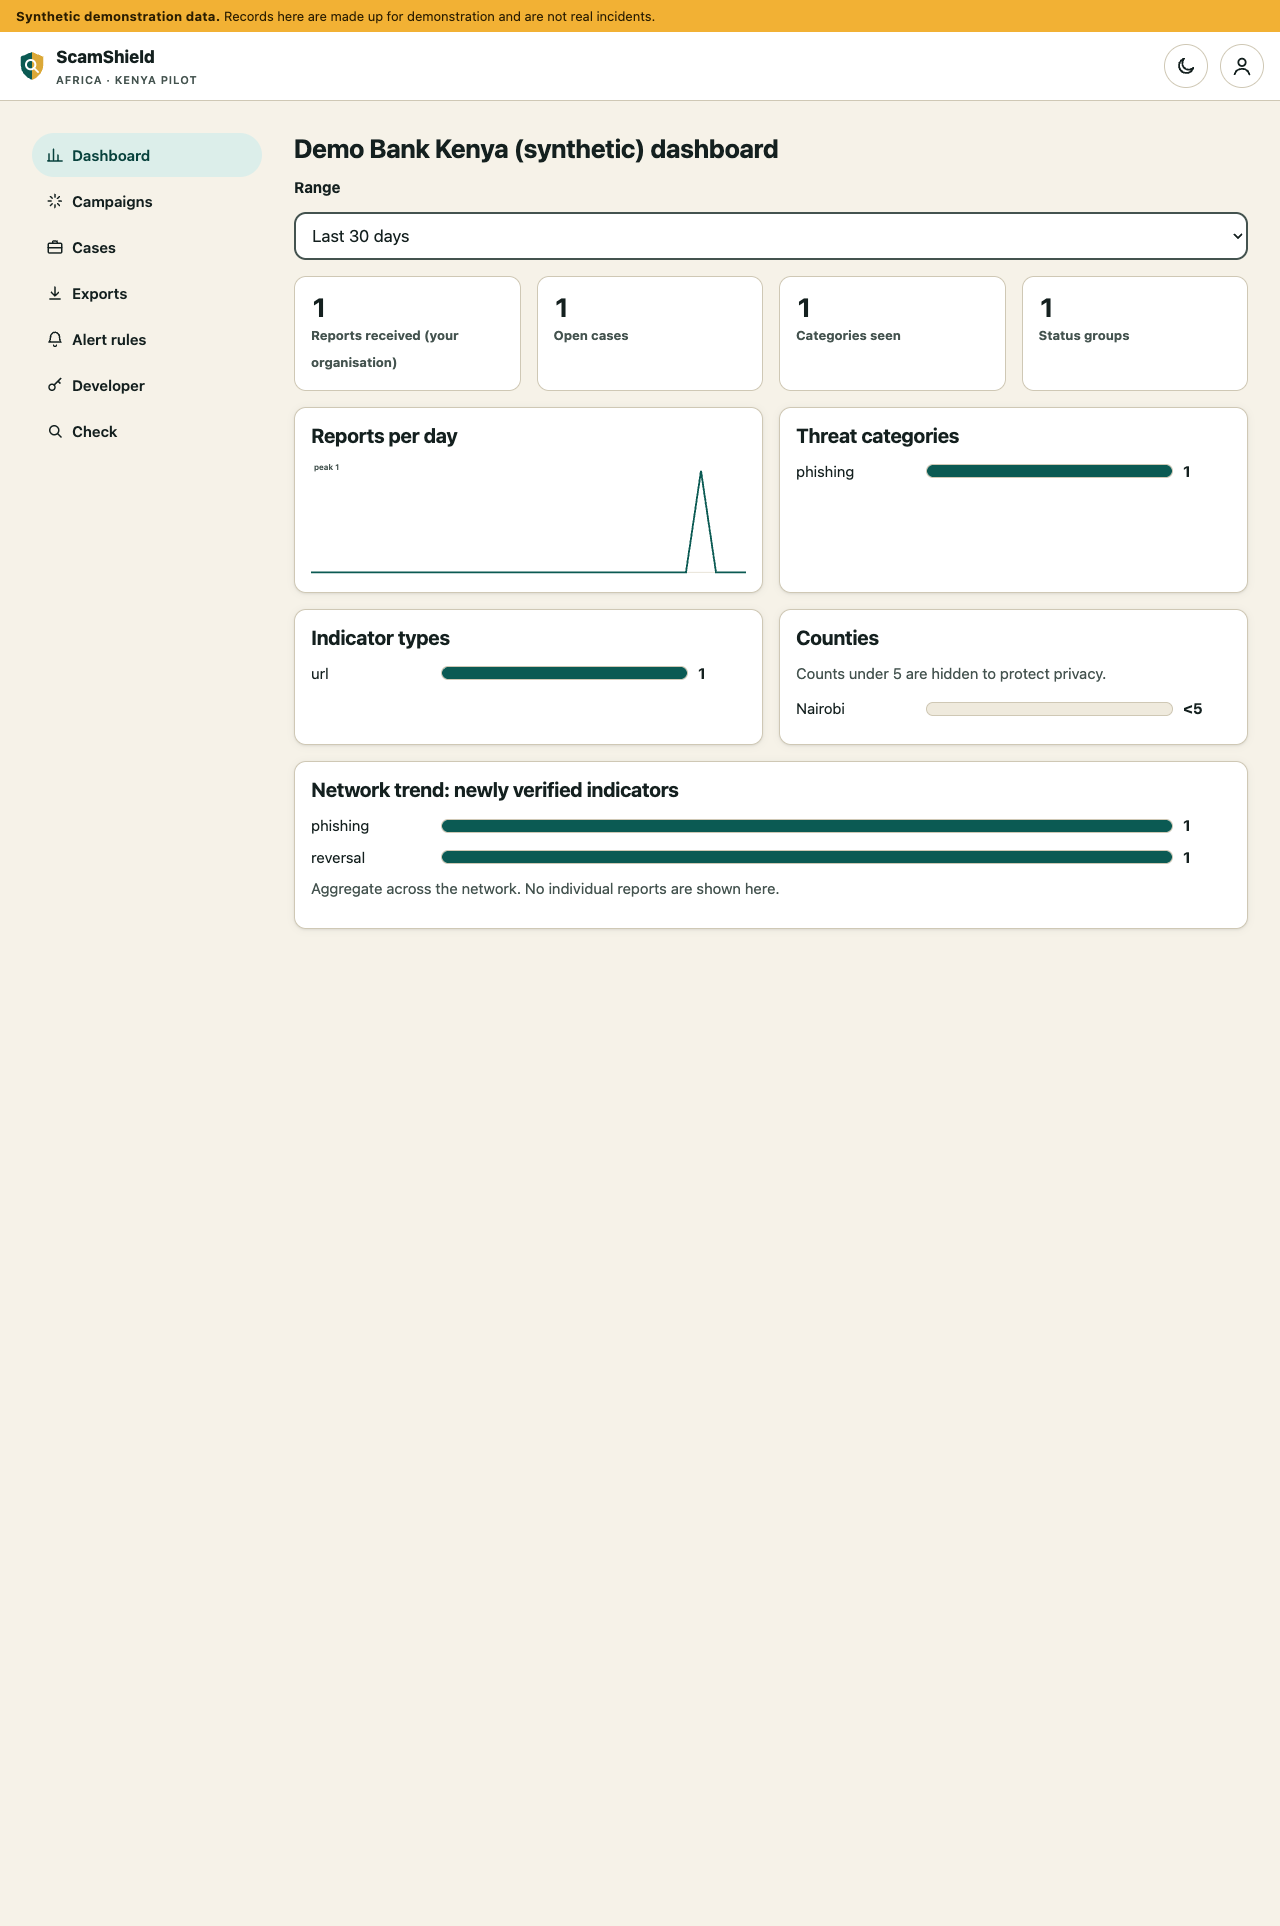 Synthetic demonstration data. Records here are made up for demonstration and are not real incidents.
ScamShield
AFRICA · KENYA PILOT
Dashboard
Campaigns
Cases
Exports
Alert rules
Developer
Check
Demo Bank Kenya (synthetic) dashboard
Range
Last 30 days
1
Reports received (your
organisation)
1
Open cases
1
Categories seen
1
Status groups
Reports per day
peak 1
Threat categories
phishing 1
Indicator types
url 1
Counties
Counts under 5 are hidden to protect privacy.
Nairobi <5
Network trend: newly verified indicators
phishing 1
reversal 1
Aggregate across the network. No individual reports are shown here.